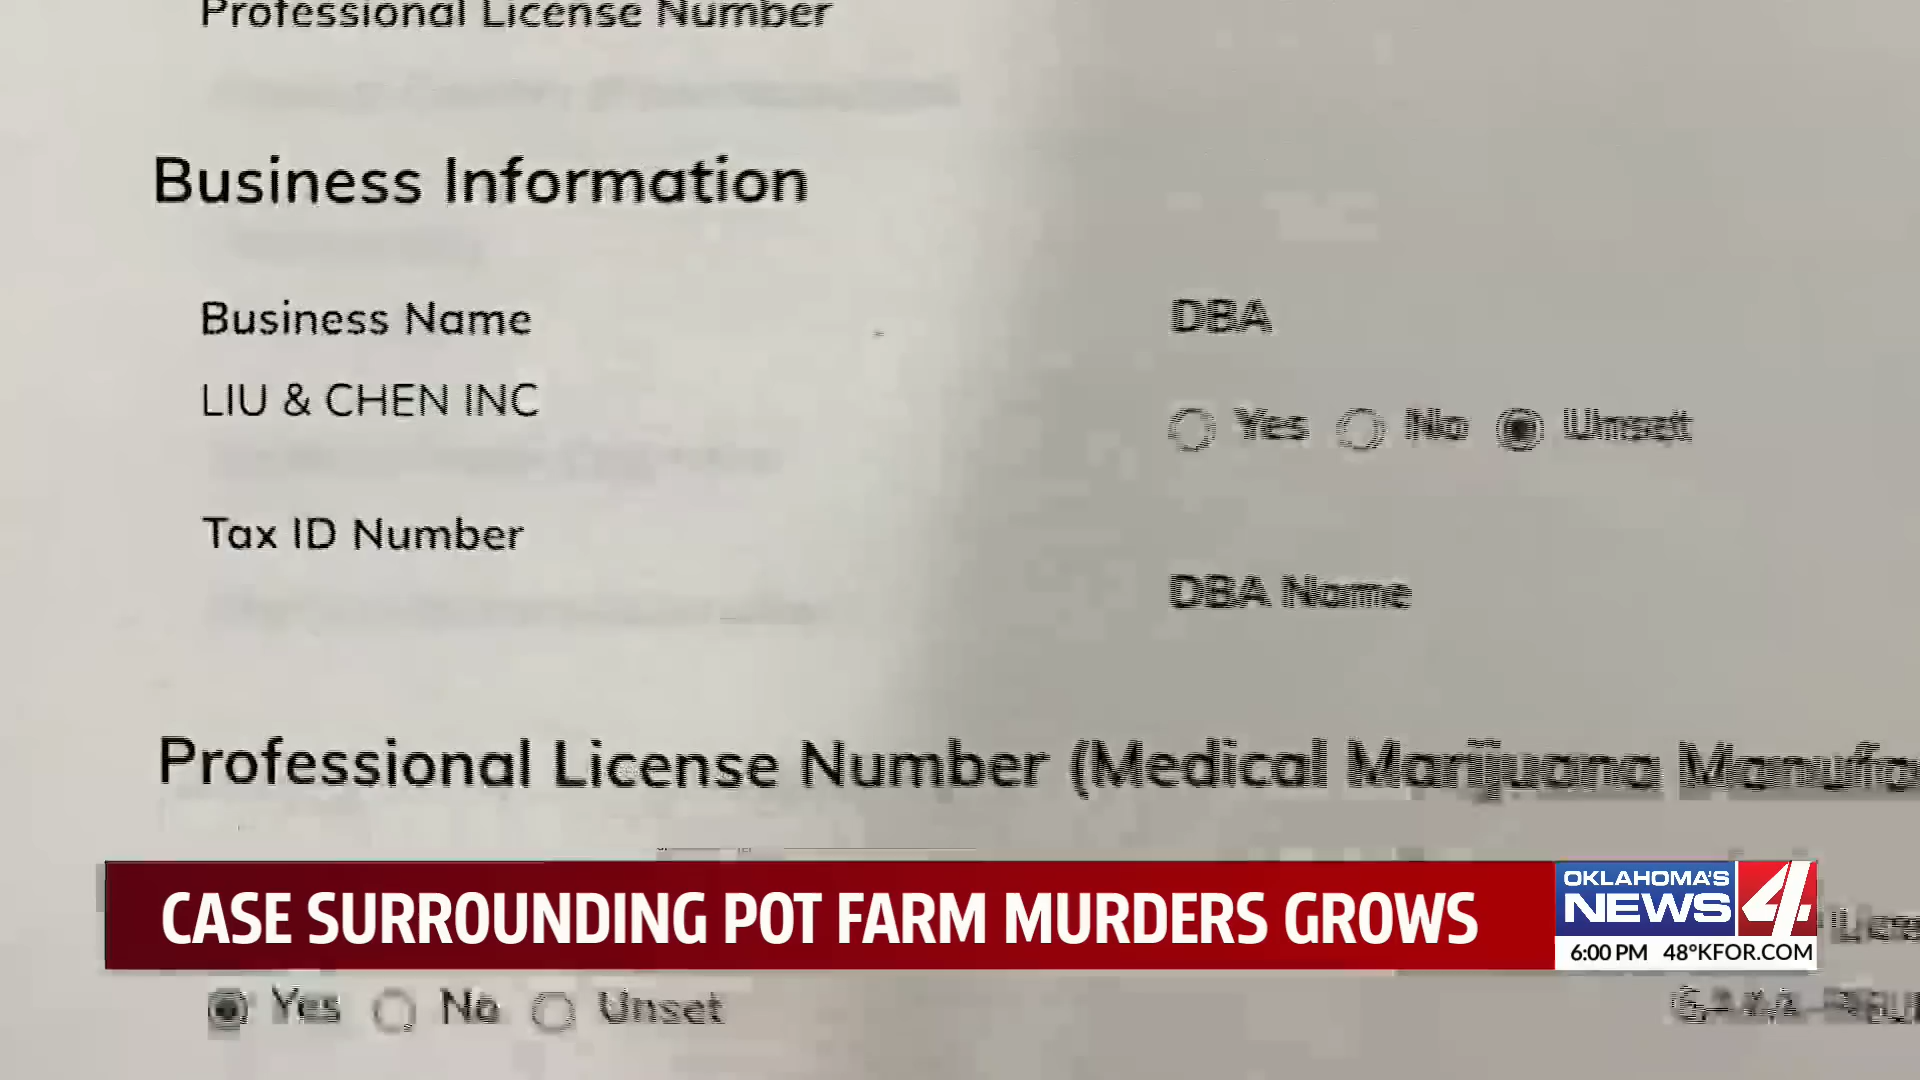 Professional License Number
Business Information
Business Name
DBA
LIU & CHEN INC
Yes No Unset
Tax ID Number
DBA Name
Professional License Number (Medical Marijuana
CASE SURROUNDING POT FARM MURDERS GROWS
OKLAHOMA'S
NEWS 4
6:00 PM 48° KFOR.COM
Yes No Unset